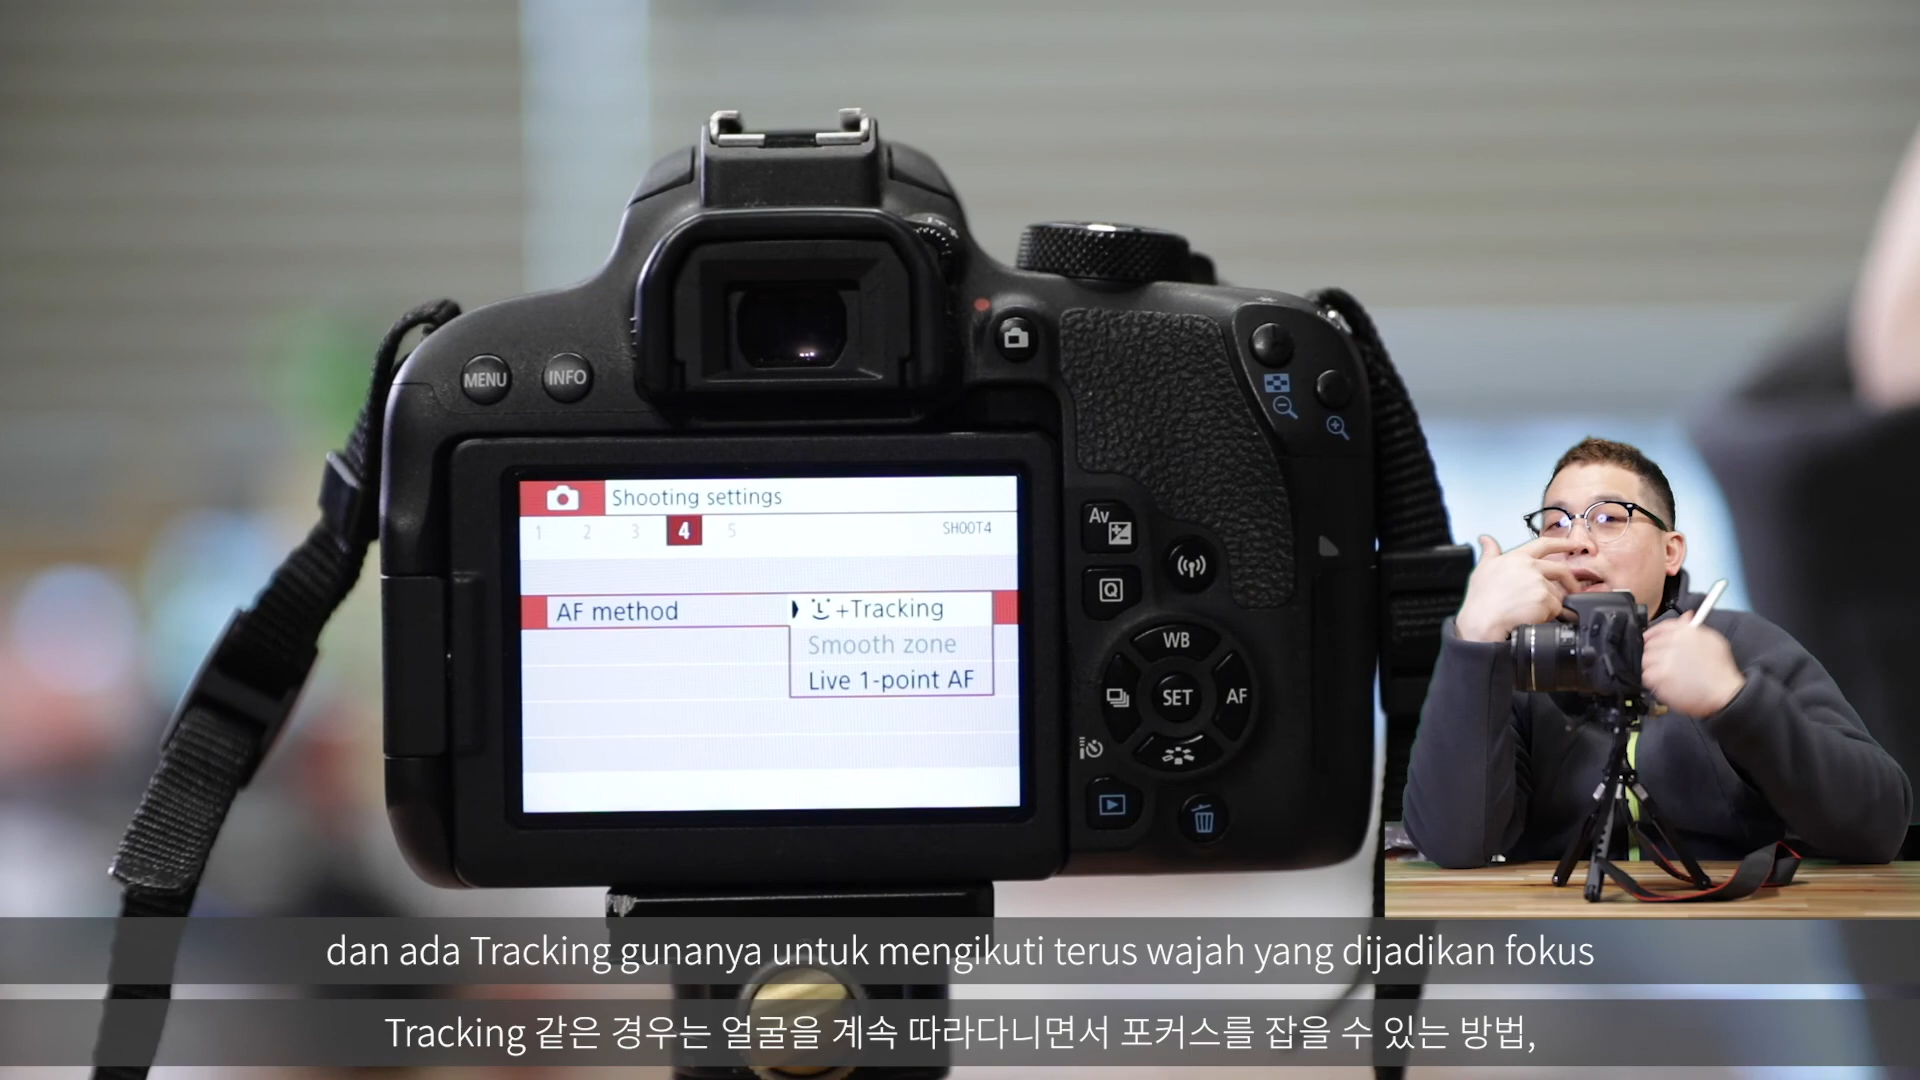 MENU
INFO
Shooting settings
1 2 3 4 5
SHOOT4
AF method
+Tracking
Smooth zone
Live 1-point AF
Av
Q
WB
SET
AF
dan ada Tracking gunanya untuk mengikuti terus wajah yang dijadikan fokus
Tracking 같은 경우는 얼굴을 계속 따라다니면서 포커스를 잡을 수 있는 방법,